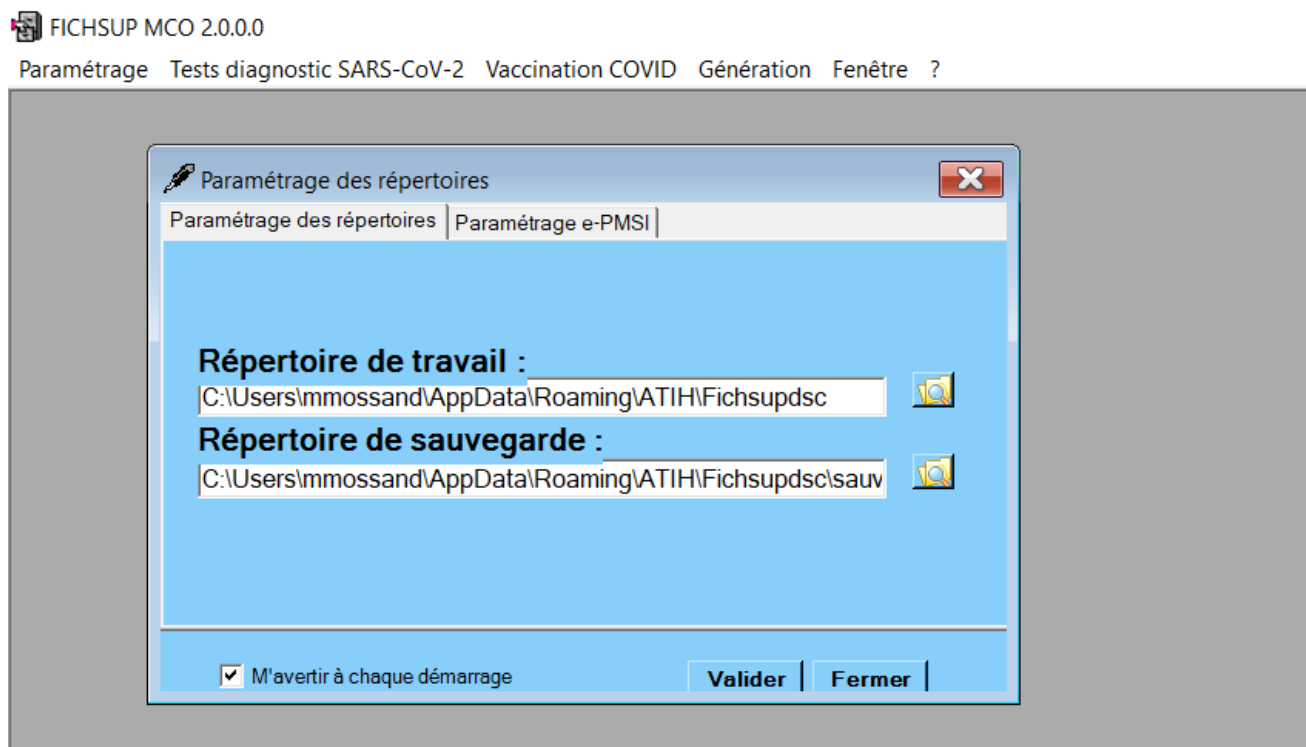 FICHSUP MCO 2.0.0.0
Paramétrage Tests diagnostic SARS-CoV-2 Vaccination COVID Génération Fenêtre ?
Paramétrage des répertoires
Paramétrage des répertoires Paramétrage e-PMSI
Répertoire de travail :
C:\Users\mmossand\AppData\Roaming\ATIH\Fichsupdsc
Répertoire de sauvegarde :
C:\Users\mmossand\AppData\Roaming\ATIH\Fichsupdsc\sauv
M'avertir à chaque démarrage Valider Fermer